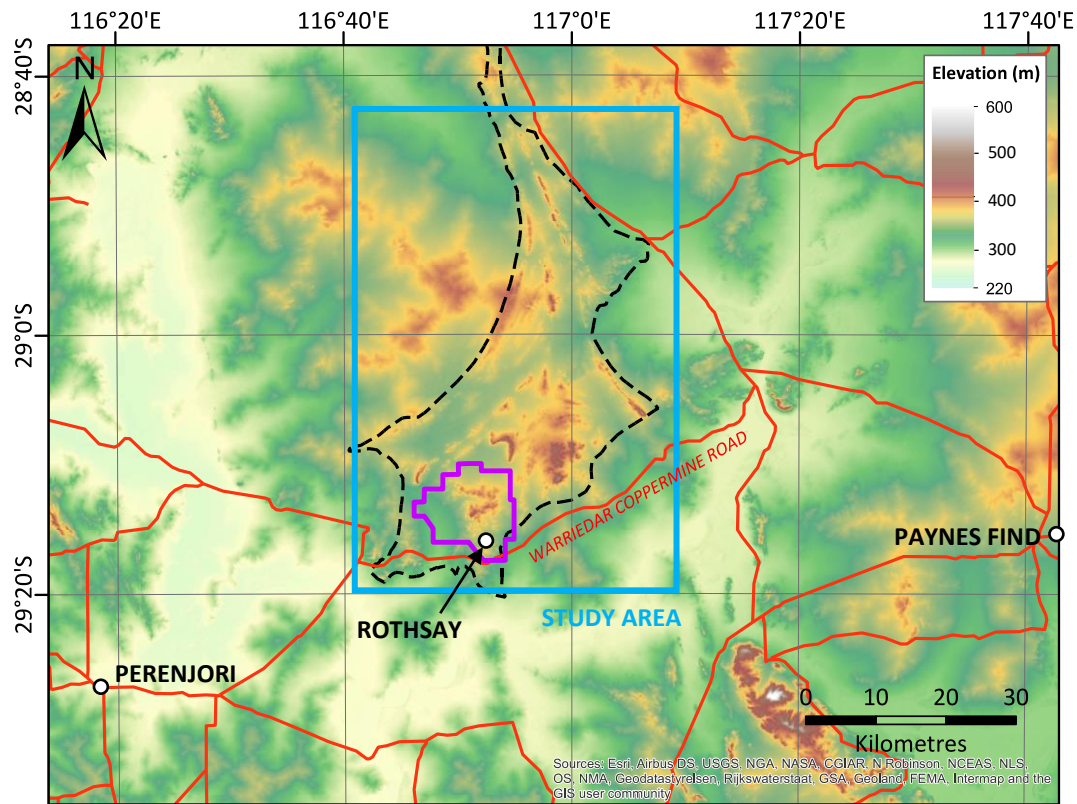 116°20'E
116°40'E
117°0'E
117°20'E
117°40'E
28°40'S
29°0'S
29°20'S
N
Elevation (m)
600
500
400
300
220
WARRIEDAR COPPERMINE ROAD
PAYNES FIND
ROTHSAY
STUDY AREA
PERENJORI
0 10 20 30
Kilometres
Sources: Esri, Airbus DS, USGS, NGA, NASA, CGIAR, N Robinson, NCEAS, NLS,
OS, NMA, Geodatastyrelsen, Rijkswaterstaat, GSA, Geoland, FEMA, Intermap and the
GIS user community